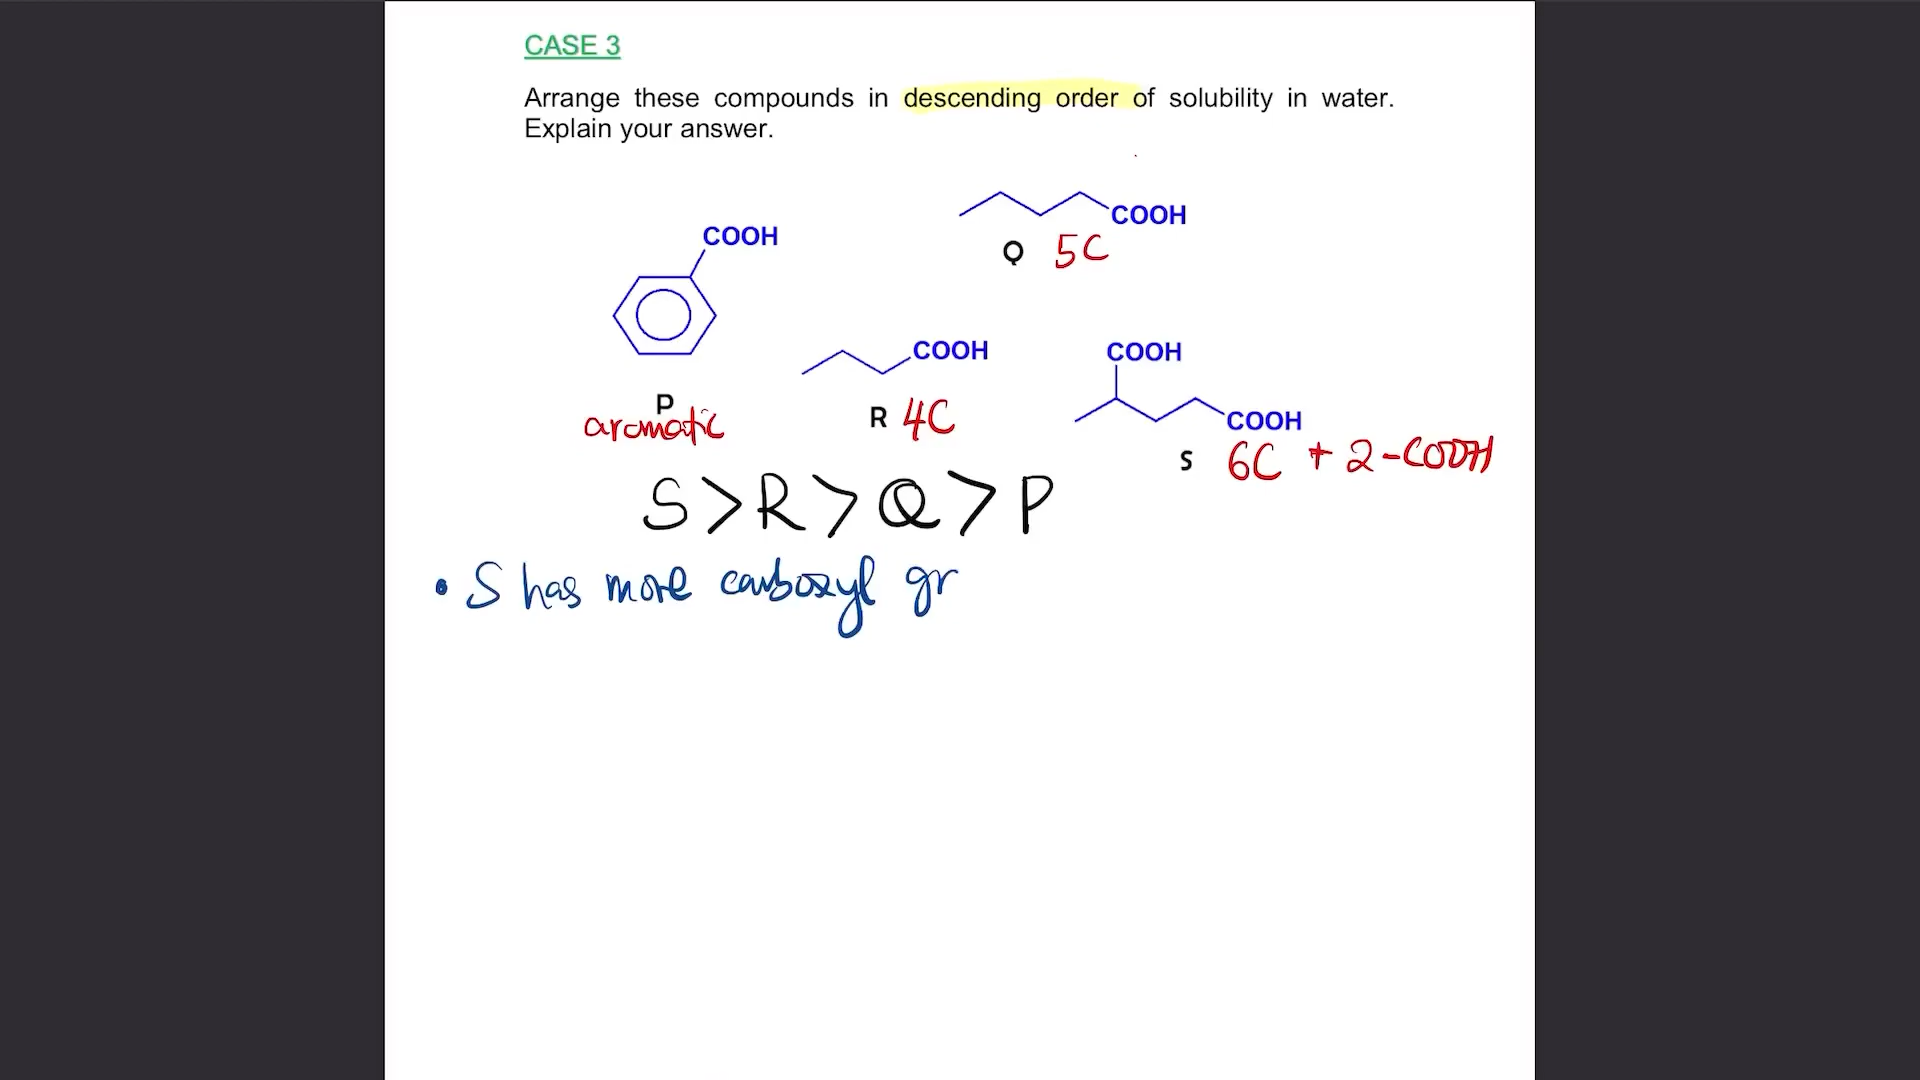 CASE 3
Arrange these compounds in descending order of solubility in water.
Explain your answer.
COOH
Q 5C
COOH
P
aromatic
COOH
R 4C
COOH
COOH
S 6C + 2-COOH
S > R > Q > P
• S has more carboxyl gr